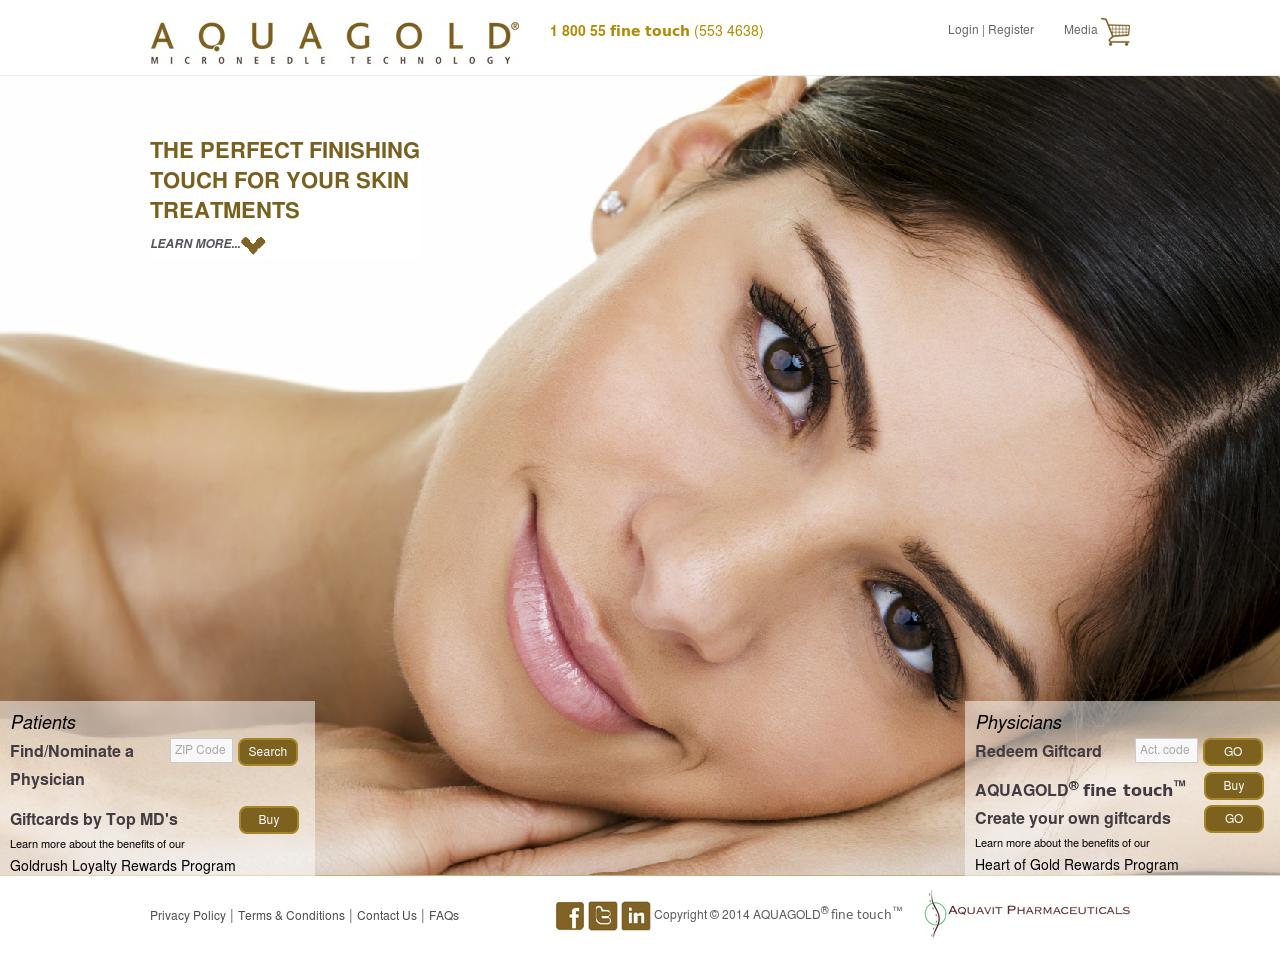 AQUAGOLD®
MICRONEEDLE TECHNOLOGY
1 800 55 fine touch (553 4638)
Login | Register
Media
THE PERFECT FINISHING
TOUCH FOR YOUR SKIN
TREATMENTS
LEARN MORE...
Patients
Find/Nominate a
Physician
ZIP Code
Search
Giftcards by Top MD's
Buy
Learn more about the benefits of our
Goldrush Loyalty Rewards Program
Physicians
Redeem Giftcard
Act. code
GO
AQUAGOLD® fine touch™
Buy
Create your own giftcards
GO
Learn more about the benefits of our
Heart of Gold Rewards Program
Privacy Policy | Terms & Conditions | Contact Us | FAQs
Copyright © 2014 AQUAGOLD® fine touch™
AQUAVIT PHARMACEUTICALS